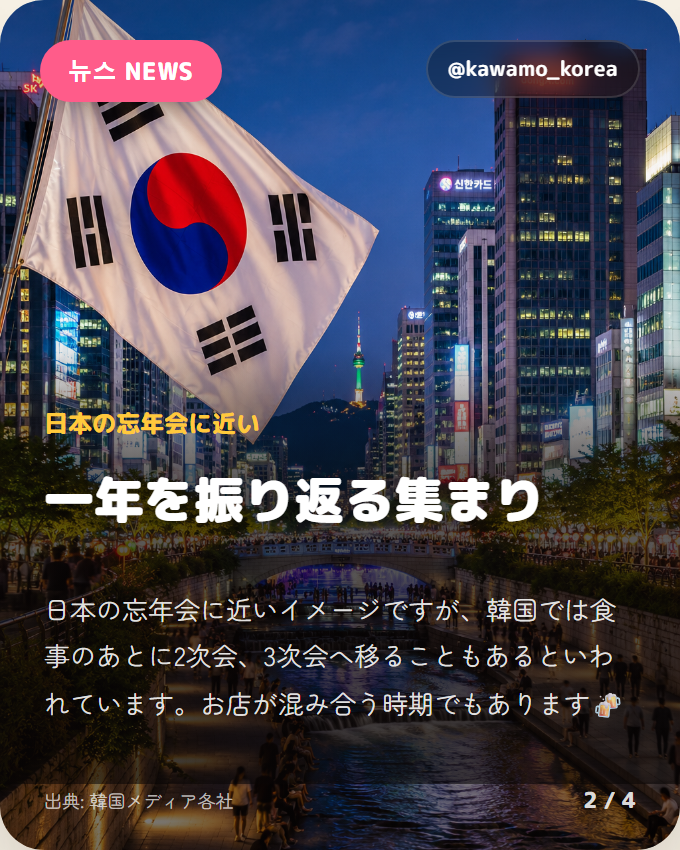 뉴스 NEWS
@kawamo_korea
SK
신한카드
日本の忘年会に近い
一年を振り返る集まり
日本の忘年会に近いイメージですが、韓国では食
事のあとに2次会、3次会へ移ることもあるといわ
れています。お店が混み合う時期でもあります🍻
出典: 韓国メディア各社
2 / 4